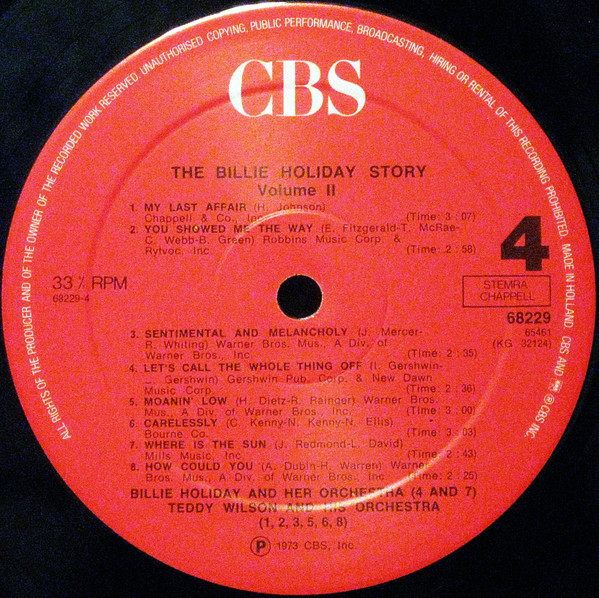 ALL RIGHTS OF THE PRODUCER AND OF THE OWNER OF THE RECORDED WORK RESERVED. UNAUTHORISED COPYING, PUBLIC PERFORMANCE, BROADCASTING, HIRING OR RENTAL OF THIS RECORDING PROHIBITED. MADE IN HOLLAND. CBS AND ® CBS INC.
CBS
THE BILLIE HOLIDAY STORY
Volume II
1. MY LAST AFFAIR (H. Johnson)
Chappell & Co., Inc. (Time: 3 : 07)
2. YOU SHOWED ME THE WAY (E. Fitzgerald-T. McRae-
C. Webb-B. Green) Robbins Music Corp. &
Rytvoc, Inc. (Time: 2 : 58)
4
33 ⅓ RPM
68229-4
STEMRA
CHAPPELL
68229
65461
(KG 32124)
3. SENTIMENTAL AND MELANCHOLY (J. Mercer-
R. Whiting) Warner Bros. Mus., A Div. of
Warner Bros., Inc. (Time: 2 : 35)
4. LET'S CALL THE WHOLE THING OFF (I. Gershwin-
Gershwin) Gershwin Pub. Corp. & New Dawn
Music Corp. (Time: 2 : 36)
5. MOANIN' LOW (H. Dietz-R. Rainger) Warner Bros.
Mus., A Div. of Warner Bros., Inc. (Time: 3 : 00)
6. CARELESSLY (C. Kenny-N. Kenny-N. Ellis)
Bourne Co. (Time: 3 : 03)
7. WHERE IS THE SUN (J. Redmond-L. David)
Mills Music, Inc. (Time: 2 : 43)
8. HOW COULD YOU (A. Dubin-H. Warren) Warner
Bros. Mus., A Div. of Warner Bros., Inc (Time: 2 : 25)
BILLIE HOLIDAY AND HER ORCHESTRA (4 AND 7)
TEDDY WILSON AND HIS ORCHESTRA
(1, 2, 3, 5, 6, 8)
Ⓟ 1973 CBS, Inc.